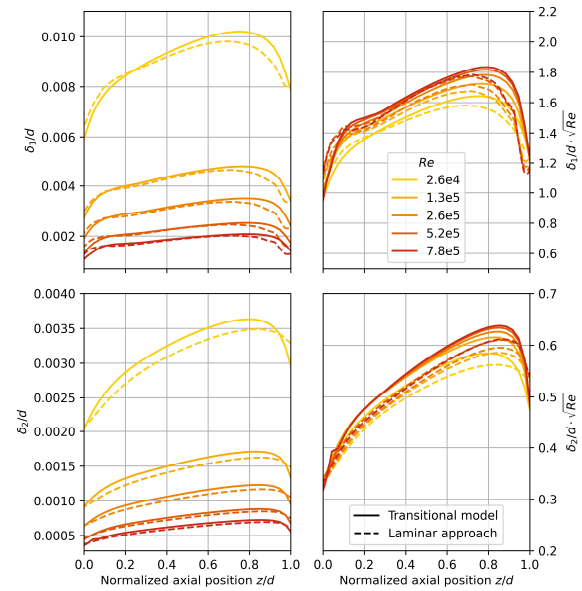 0.010
0.008
0.006
0.004
0.002
δ₁/d
2.2
2.0
1.8
1.6
1.4
1.2
1.0
0.8
0.6
δ₁/d · √Re
Re
2.6e4
1.3e5
2.6e5
5.2e5
7.8e5
0.0040
0.0035
0.0030
0.0025
0.0020
0.0015
0.0010
0.0005
δ₂/d
0.0 0.2 0.4 0.6 0.8 1.0
Normalized axial position z/d
0.7
0.6
0.5
0.4
0.3
0.2
δ₂/d · √Re
Transitional model
Laminar approach
0.0 0.2 0.4 0.6 0.8 1.0
Normalized axial position z/d